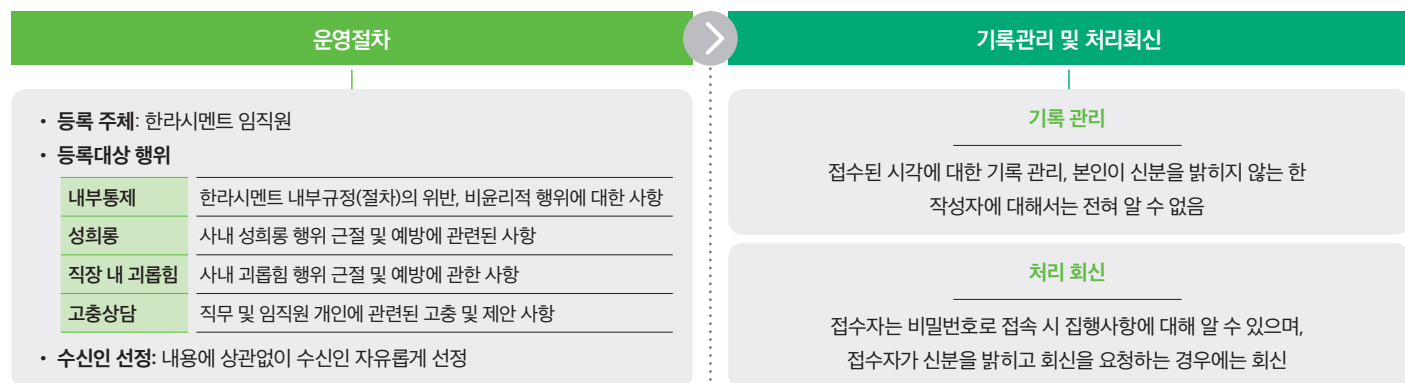 운영절차
• 등록 주체: 한라시멘트 임직원
• 등록대상 행위
내부통제 한라시멘트 내부규정(절차)의 위반, 비윤리적 행위에 대한 사항
성희롱 사내 성희롱 행위 근절 및 예방에 관련된 사항
직장 내 괴롭힘 사내 괴롭힘 행위 근절 및 예방에 관한 사항
고충상담 직무 및 임직원 개인에 관련된 고충 및 제안 사항
• 수신인 선정: 내용에 상관없이 수신인 자유롭게 선정
기록관리 및 처리회신
기록 관리
접수된 시각에 대한 기록 관리, 본인이 신분을 밝히지 않는 한
작성자에 대해서는 전혀 알 수 없음
처리 회신
접수자는 비밀번호로 접속 시 집행사항에 대해 알 수 있으며,
접수자가 신분을 밝히고 회신을 요청하는 경우에는 회신